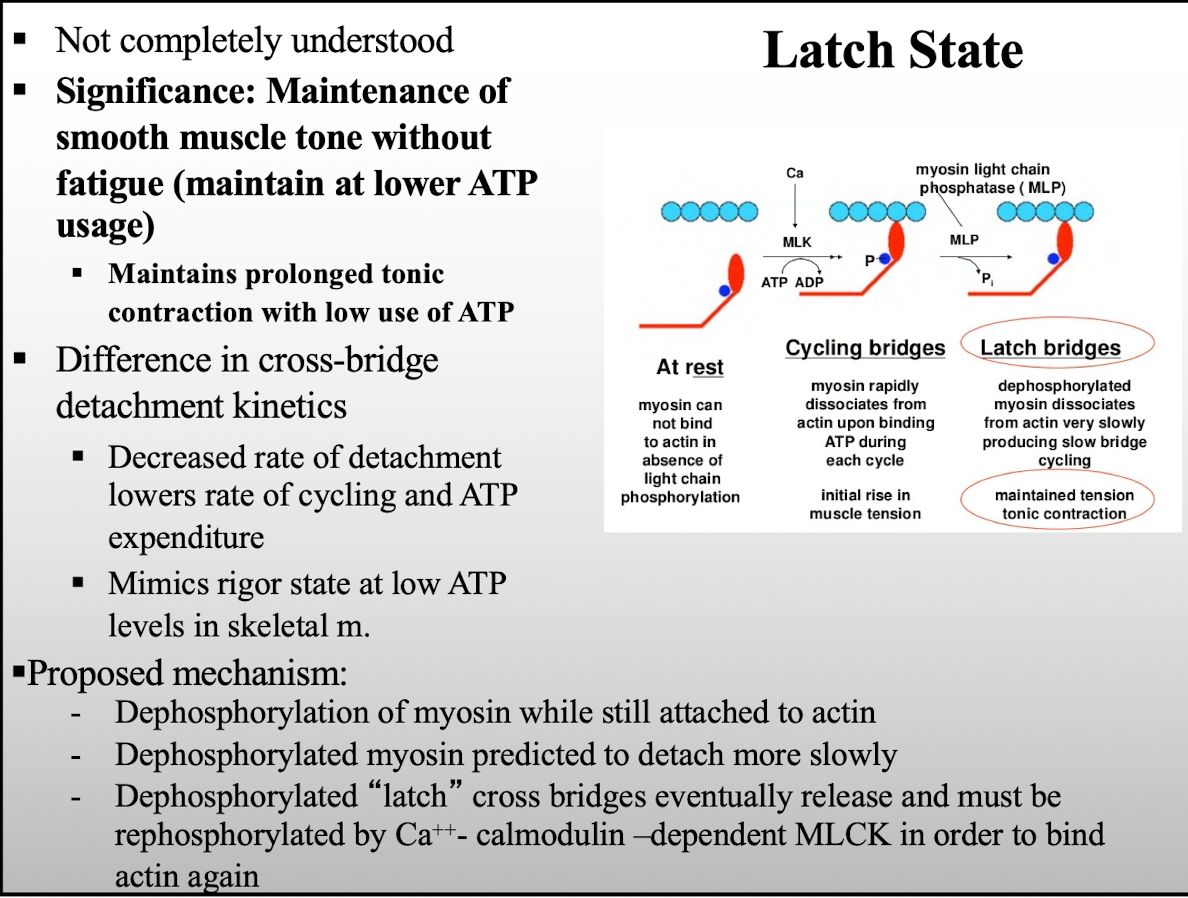 Latch State
▪ Not completely understood
▪ Significance: Maintenance of
smooth muscle tone without
fatigue (maintain at lower ATP
usage)
▪ Maintains prolonged tonic
contraction with low use of ATP
▪ Difference in cross-bridge
detachment kinetics
▪ Decreased rate of detachment
lowers rate of cycling and ATP
expenditure
▪ Mimics rigor state at low ATP
levels in skeletal m.
Ca
myosin light chain
phosphatase ( MLP)
MLK
MLP
P
ATP ADP
Pi
At rest
myosin can
not bind
to actin in
absence of
light chain
phosphorylation
Cycling bridges
myosin rapidly
dissociates from
actin upon binding
ATP during
each cycle
initial rise in
muscle tension
Latch bridges
dephosphorylated
myosin dissociates
from actin very slowly
producing slow bridge
cycling
maintained tension
tonic contraction
▪Proposed mechanism:
- Dephosphorylation of myosin while still attached to actin
- Dephosphorylated myosin predicted to detach more slowly
- Dephosphorylated “latch” cross bridges eventually release and must be
rephosphorylated by Ca++- calmodulin –dependent MLCK in order to bind
actin again